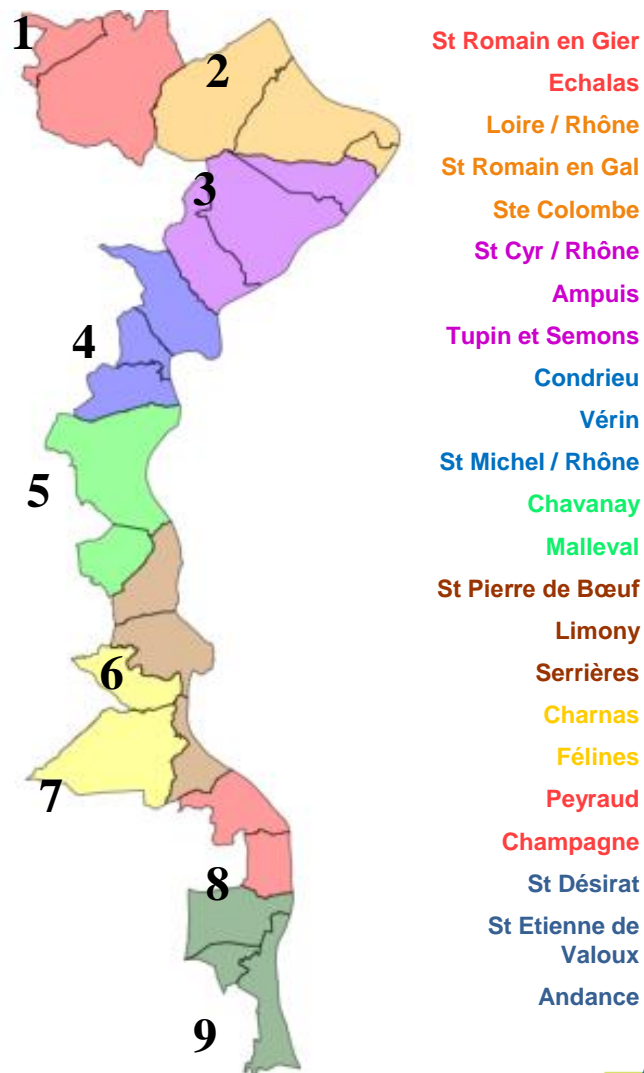 1
2
3
4
5
6
7
8
9
St Romain en Gier
Echalas
Loire / Rhône
St Romain en Gal
Ste Colombe
St Cyr / Rhône
Ampuis
Tupin et Semons
Condrieu
Vérin
St Michel / Rhône
Chavanay
Malleval
St Pierre de Bœuf
Limony
Serrières
Charnas
Félines
Peyraud
Champagne
St Désirat
St Etienne de
Valoux
Andance